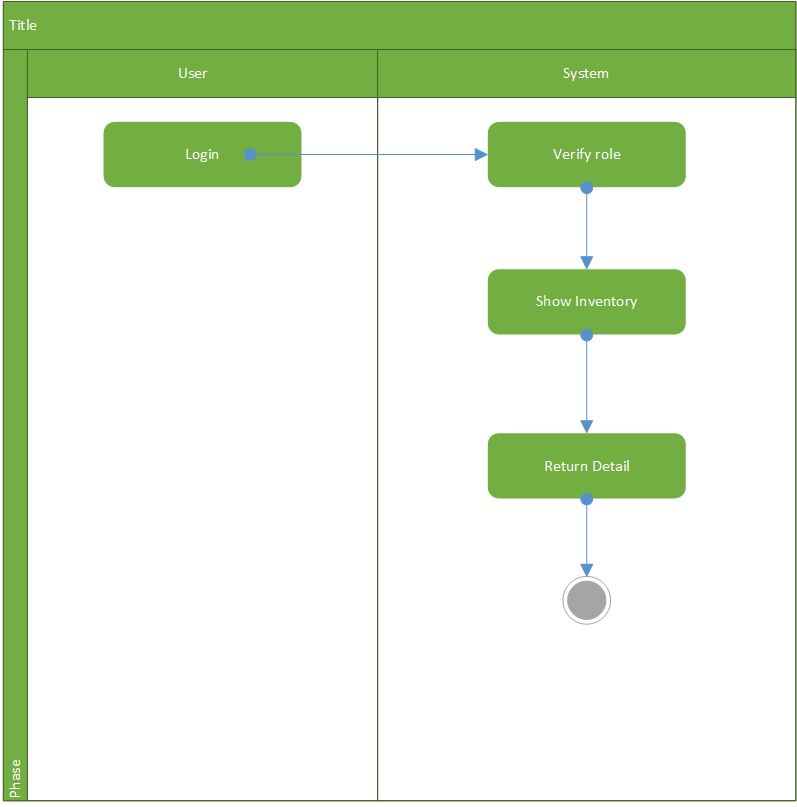 Title
User
System
Login
Verify role
Show Inventory
Return Detail
Phase